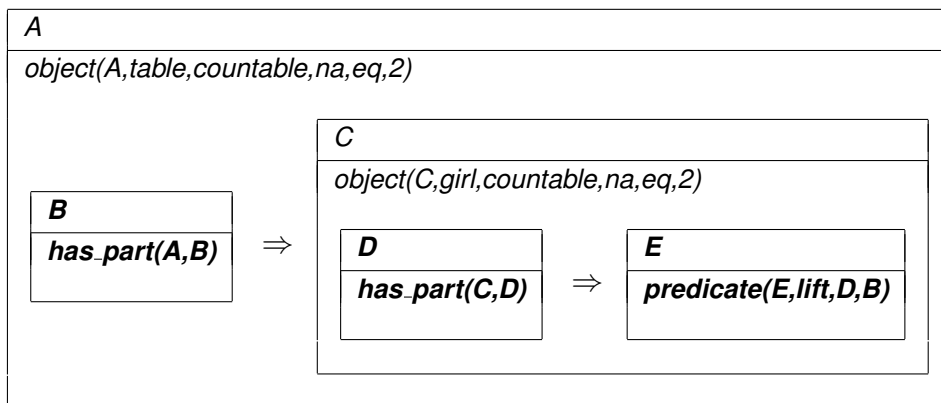 A
object(A,table,countable,na,eq,2)
C
object(C,girl,countable,na,eq,2)
B
has_part(A,B)
⇒
D
has_part(C,D)
⇒
E
predicate(E,lift,D,B)